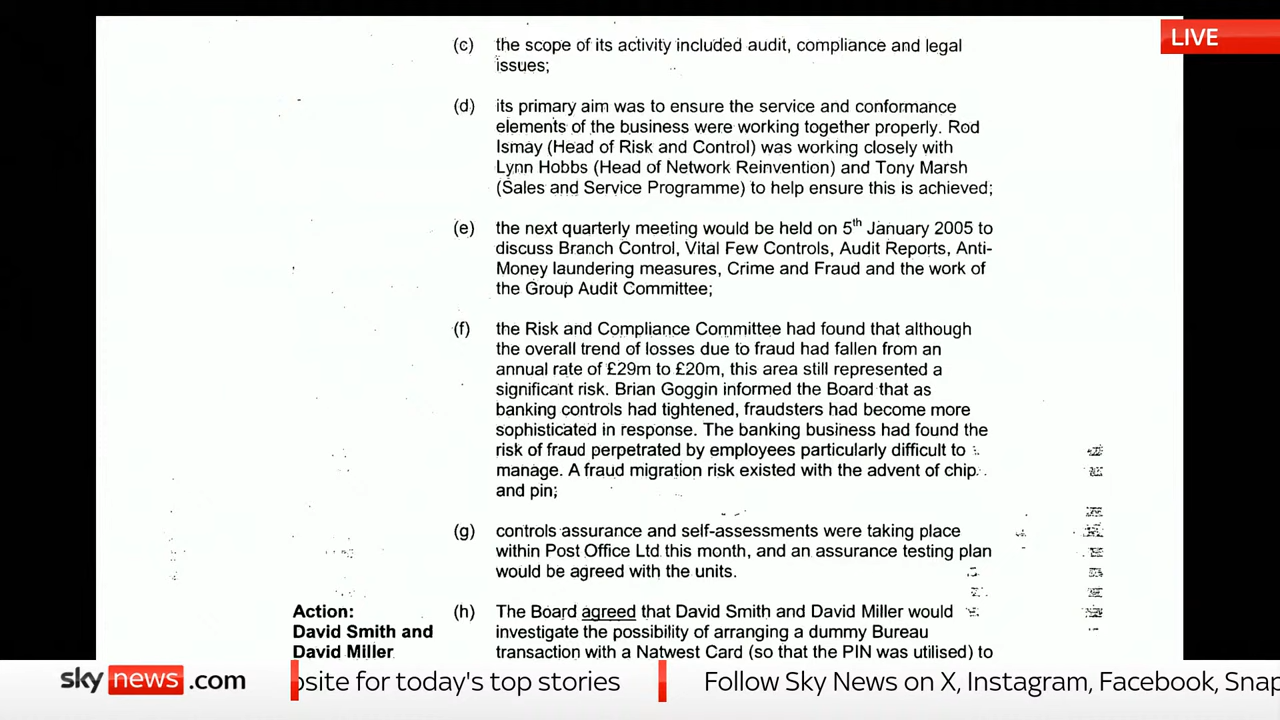 LIVE
(c) the scope of its activity included audit, compliance and legal
issues;
(d) its primary aim was to ensure the service and conformance
elements of the business were working together properly. Rod
Ismay (Head of Risk and Control) was working closely with
Lynn Hobbs (Head of Network Reinvention) and Tony Marsh
(Sales and Service Programme) to help ensure this is achieved;
(e) the next quarterly meeting would be held on 5th January 2005 to
discuss Branch Control, Vital Few Controls, Audit Reports, Anti-
Money laundering measures, Crime and Fraud and the work of
the Group Audit Committee;
(f) the Risk and Compliance Committee had found that although
the overall trend of losses due to fraud had fallen from an
annual rate of £29m to £20m, this area still represented a
significant risk. Brian Goggin informed the Board that as
banking controls had tightened, fraudsters had become more
sophisticated in response. The banking business had found the
risk of fraud perpetrated by employees particularly difficult to
manage. A fraud migration risk existed with the advent of chip
and pin;
(g) controls assurance and self-assessments were taking place
within Post Office Ltd this month, and an assurance testing plan
would be agreed with the units.
Action: (h) The Board agreed that David Smith and David Miller would
David Smith and investigate the possibility of arranging a dummy Bureau
David Miller transaction with a Natwest Card (so that the PIN was utilised) to
sky news.com osite for today's top stories Follow Sky News on X, Instagram, Facebook, Snap